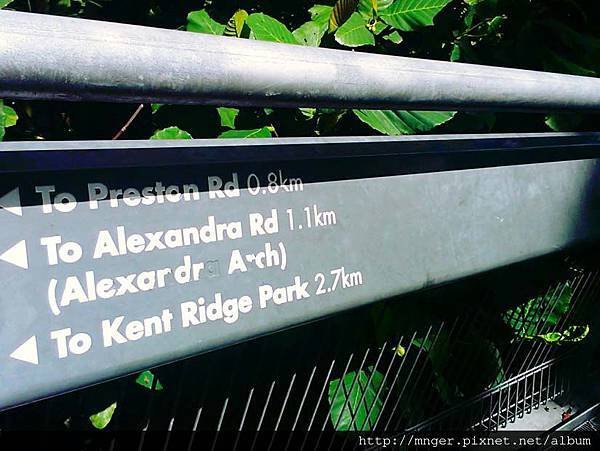 To Preston Rd 0.8km
To Alexandra Rd 1.1km
(Alexandra Arch)
To Kent Ridge Park 2.7km
http://mnger.pixnet.net/album